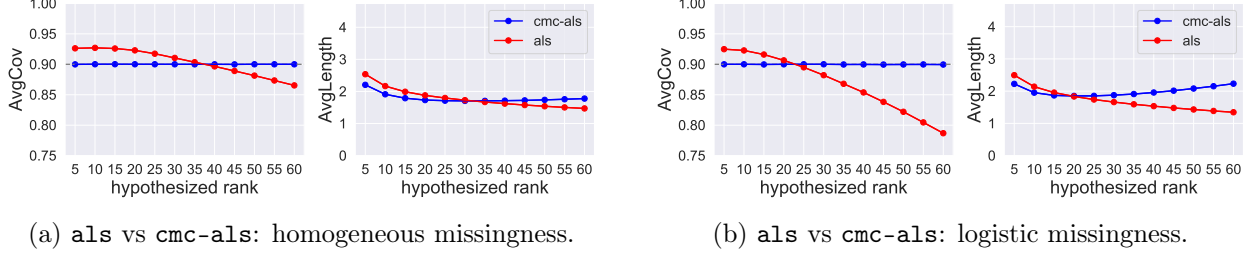 1.00
0.95
0.90
0.85
0.80
0.75
AvgCov
5 10 15 20 25 30 35 40 45 50 55 60
hypothesized rank
4
3
2
1
0
AvgLength
cmc-als
als
5 10 15 20 25 30 35 40 45 50 55 60
hypothesized rank
(a) als vs cmc-als: homogeneous missingness.
1.00
0.95
0.90
0.85
0.80
0.75
AvgCov
5 10 15 20 25 30 35 40 45 50 55 60
hypothesized rank
4
3
2
1
0
AvgLength
cmc-als
als
5 10 15 20 25 30 35 40 45 50 55 60
hypothesized rank
(b) als vs cmc-als: logistic missingness.